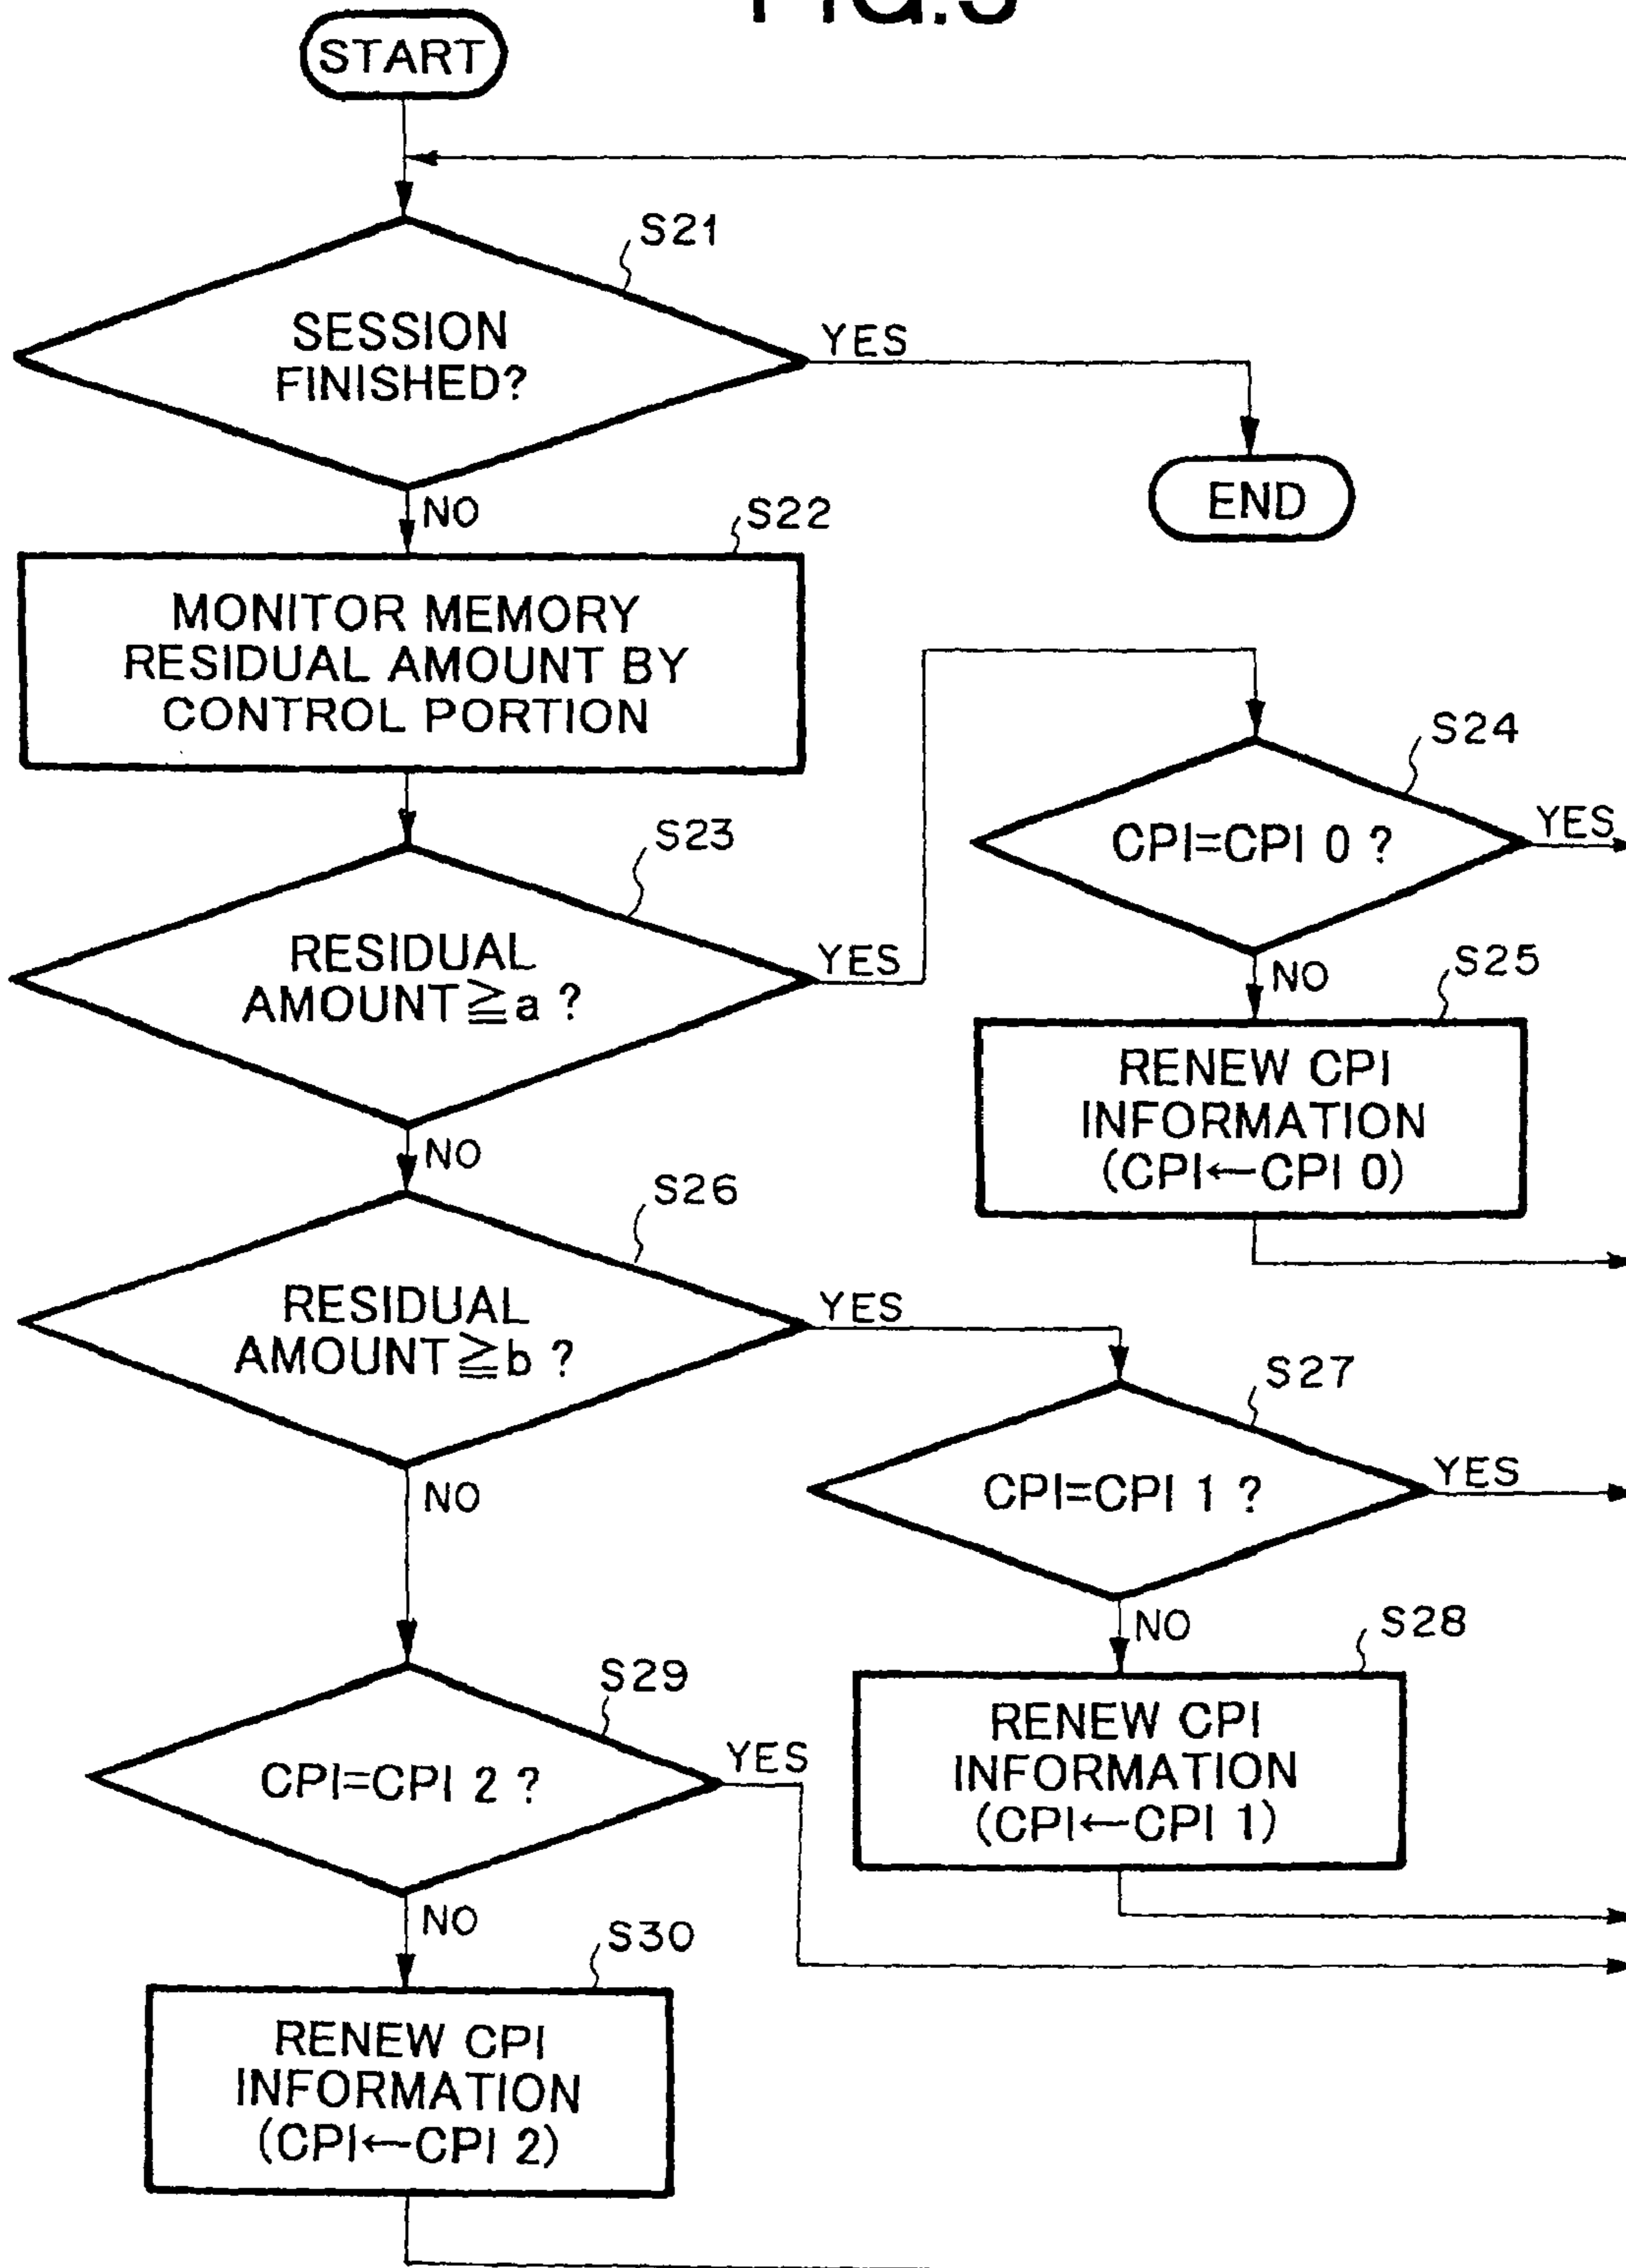 START
S21
SESSION
FINISHED?
YES
END
NO
S22
MONITOR MEMORY
RESIDUAL AMOUNT BY
CONTROL PORTION
S23
RESIDUAL
AMOUNT≧a ?
YES
S24
CPI=CPI 0 ?
YES
NO
S25
RENEW CPI
INFORMATION
(CPI←CPI 0)
NO
S26
RESIDUAL
AMOUNT≧b ?
YES
S27
CPI=CPI 1 ?
YES
NO
S28
RENEW CPI
INFORMATION
(CPI←CPI 1)
NO
S29
CPI=CPI 2 ?
YES
NO
S30
RENEW CPI
INFORMATION
(CPI←CPI 2)